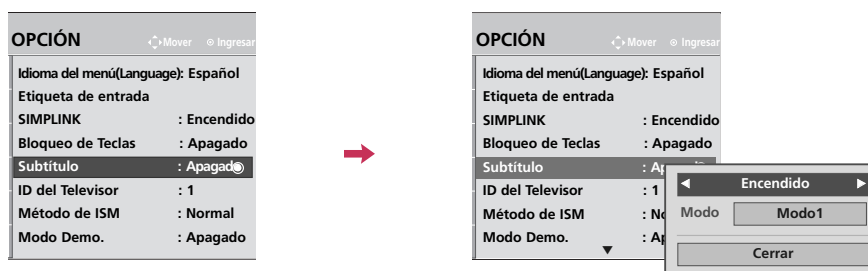 OPCIÓN Mover Ingresar
Idioma del menú(Language): Español
Etiqueta de entrada
SIMPLINK : Encendido
Bloqueo de Teclas : Apagado
Subtítulo : Apagado
ID del Televisor : 1
Método de ISM : Normal
Modo Demo. : Apagado
OPCIÓN Mover Ingresar
Idioma del menú(Language): Español
Etiqueta de entrada
SIMPLINK : Encendido
Bloqueo de Teclas : Apagado
Subtítulo : Ap
ID del Televisor : 1
Método de ISM : No
Modo Demo. : Ap
Encendido
Modo Modo1
Cerrar